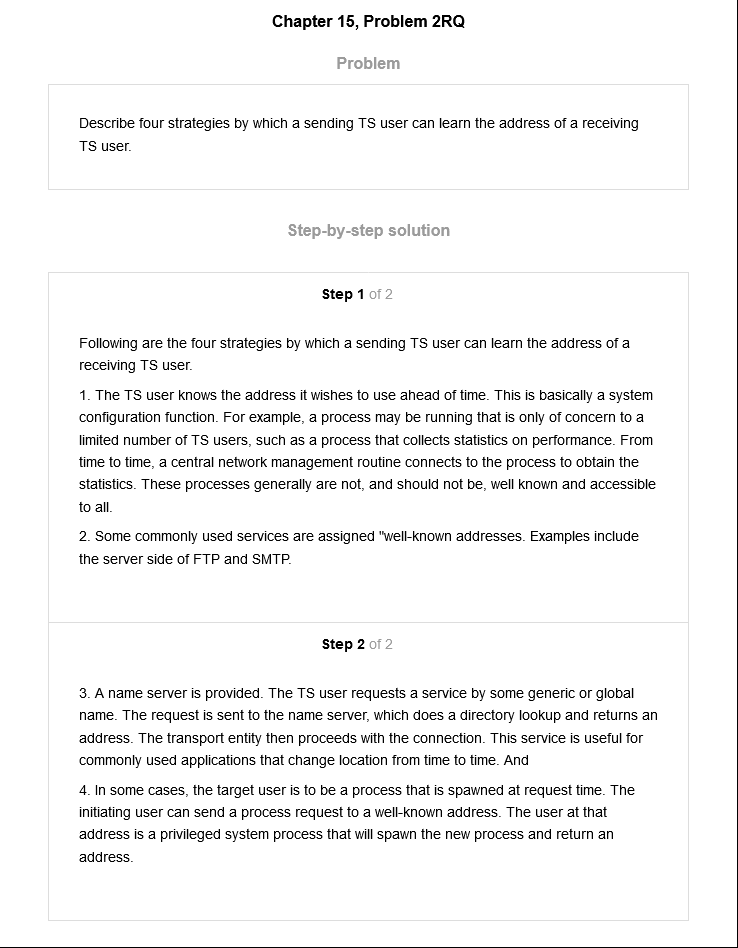 Chapter 15, Problem 2RQ
Problem
Describe four strategies by which a sending TS user can learn the address of a receiving
TS user.
Step-by-step solution
Step 1 of 2
Following are the four strategies by which a sending TS user can learn the address of a
receiving TS user.
1. The TS user knows the address it wishes to use ahead of time. This is basically a system
configuration function. For example, a process may be running that is only of concern to a
limited number of TS users, such as a process that collects statistics on performance. From
time to time, a central network management routine connects to the process to obtain the
statistics. These processes generally are not, and should not be, well known and accessible
to all.
2. Some commonly used services are assigned "well-known addresses. Examples include
the server side of FTP and SMTP.
Step 2 of 2
3. A name server is provided. The TS user requests a service by some generic or global
name. The request is sent to the name server, which does a directory lookup and returns an
address. The transport entity then proceeds with the connection. This service is useful for
commonly used applications that change location from time to time. And
4. In some cases, the target user is to be a process that is spawned at request time. The
initiating user can send a process request to a well-known address. The user at that
address is a privileged system process that will spawn the new process and return an
address.